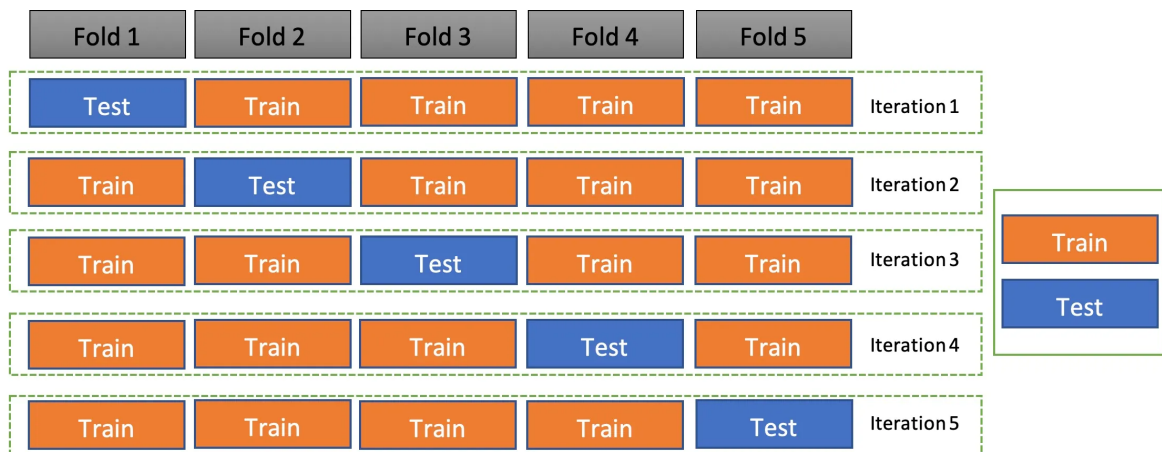 Fold 1 Fold 2 Fold 3 Fold 4 Fold 5
Test Train Train Train Train Iteration 1
Train Test Train Train Train Iteration 2
Train Train Test Train Train Iteration 3
Train Train Train Test Train Iteration 4
Train Train Train Train Test Iteration 5
Train
Test